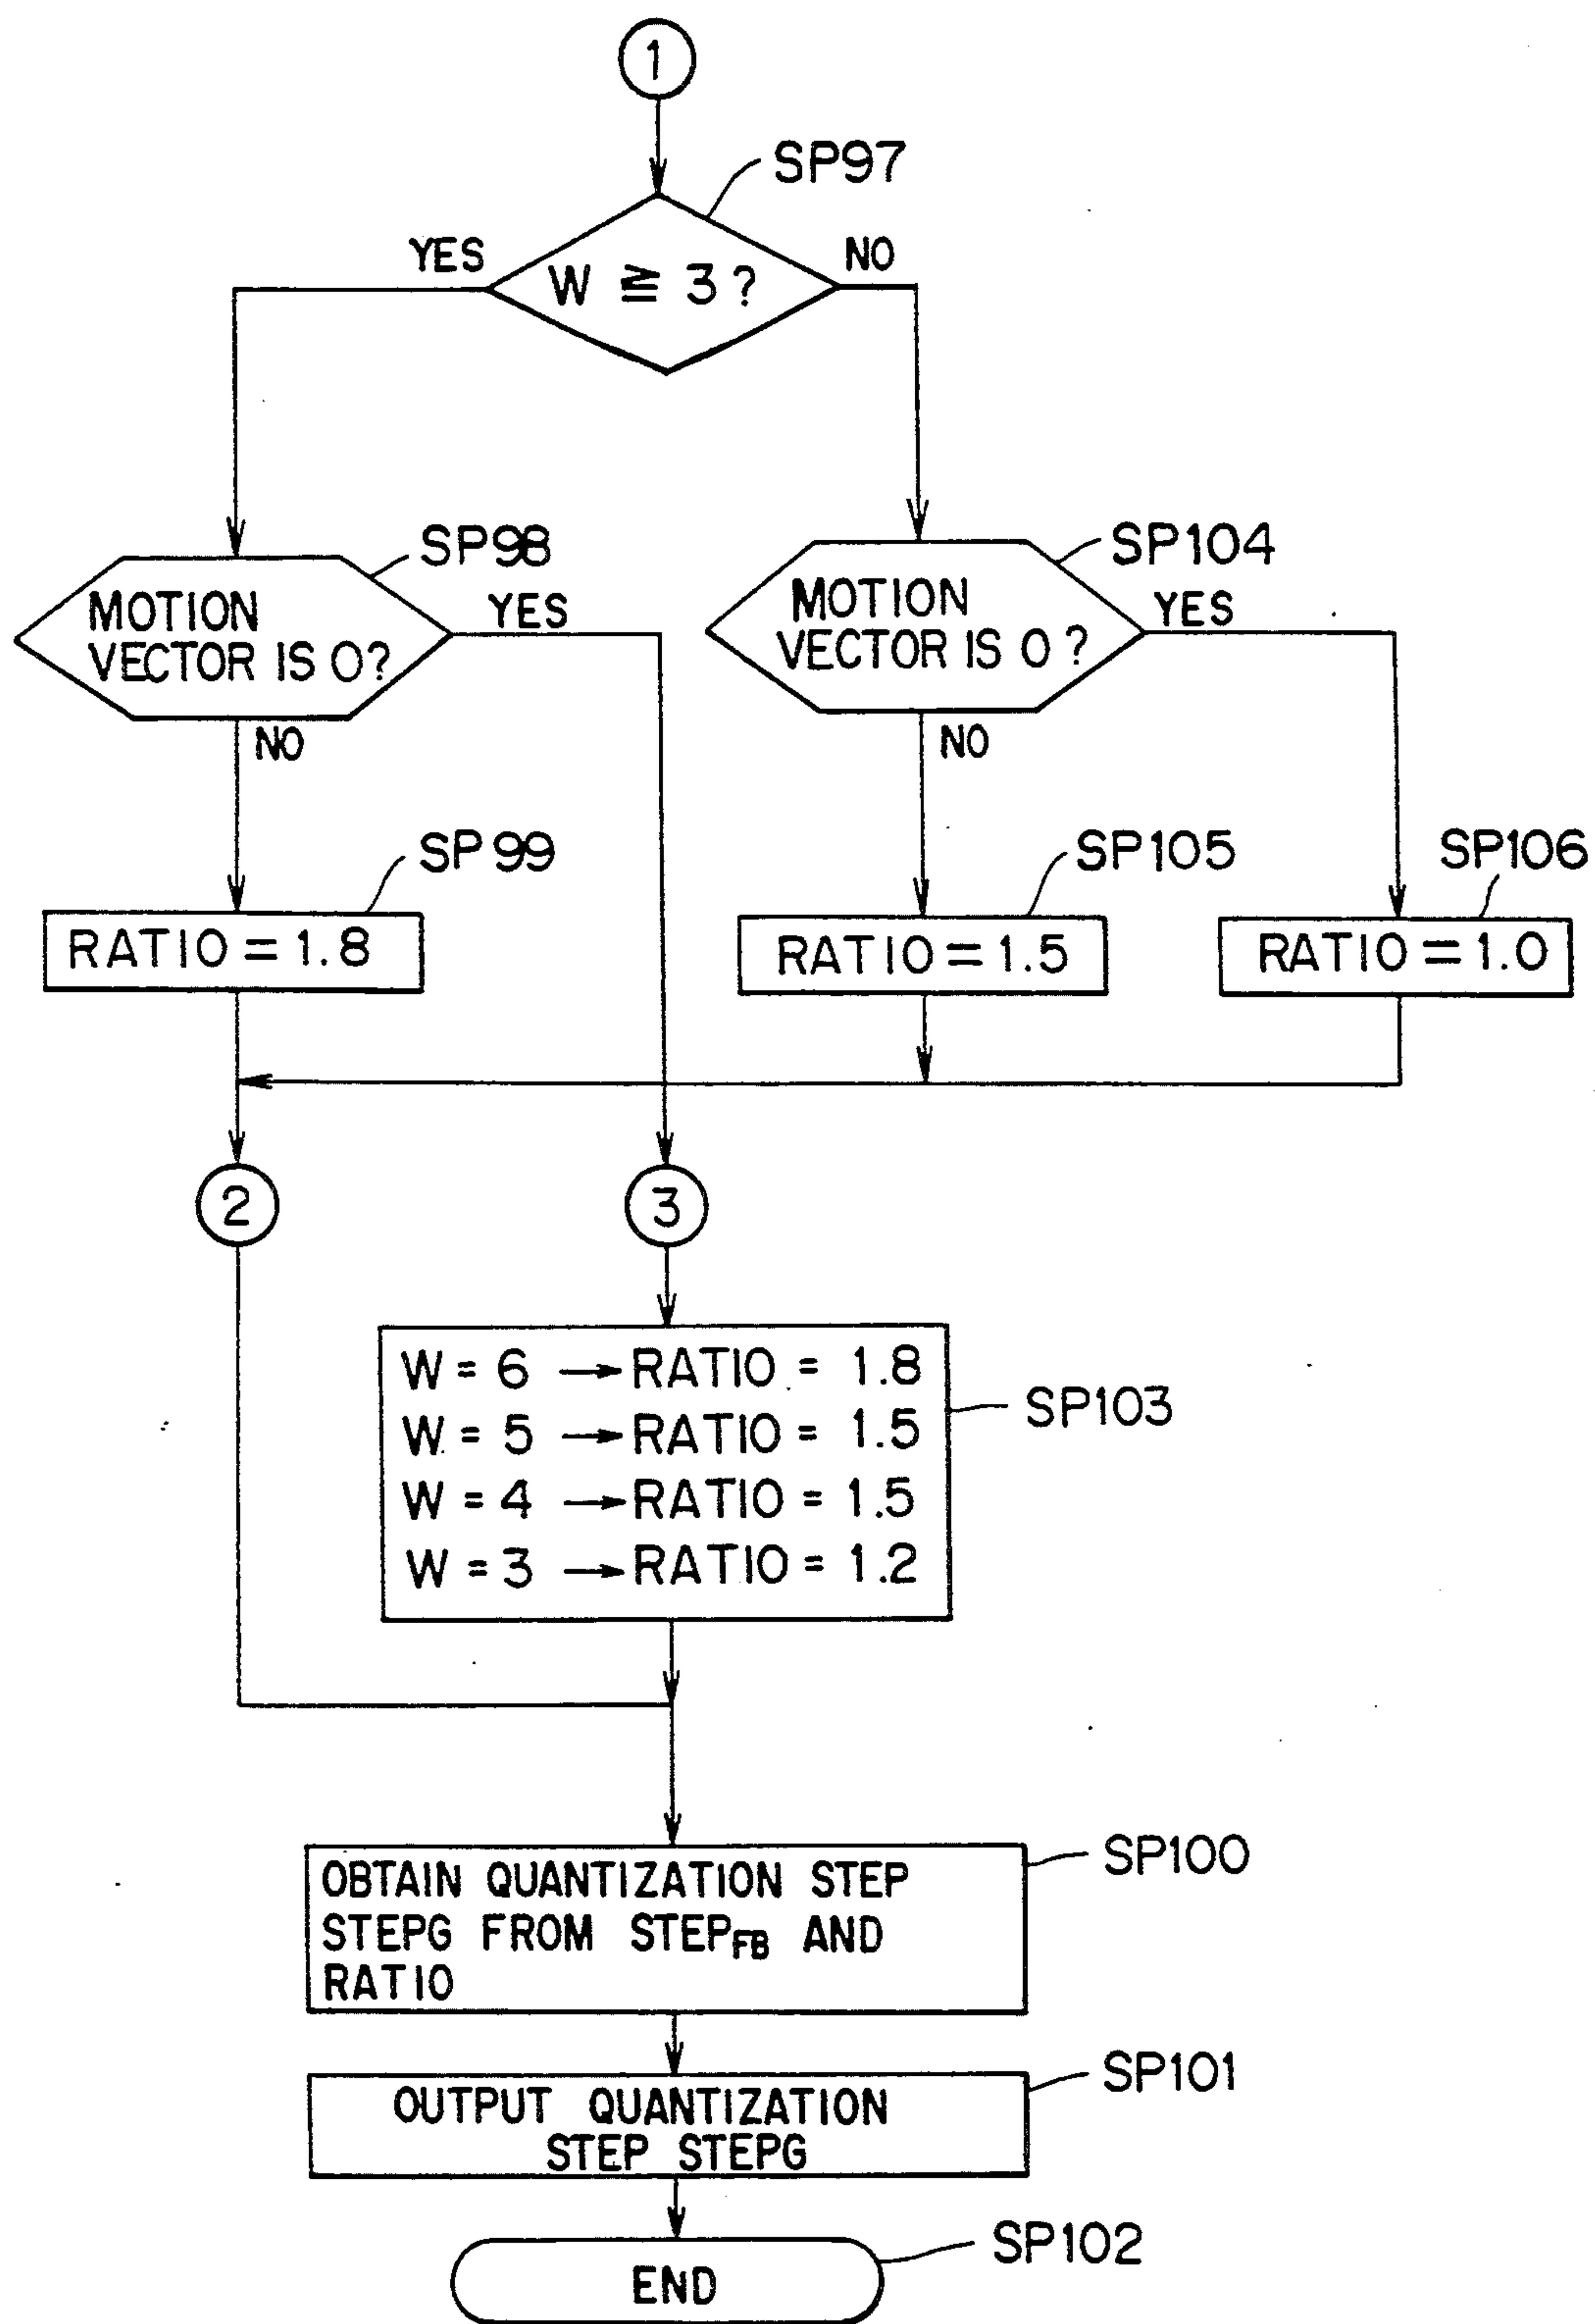 1
SP97
YES
NO
W ≧ 3 ?
SP98
SP104
MOTION
VECTOR IS 0?
YES
MOTION
VECTOR IS 0 ?
YES
NO
NO
SP99
SP105
SP106
RATIO = 1.8
RATIO = 1.5
RATIO = 1.0
2
3
W = 6 → RATIO = 1.8
W = 5 → RATIO = 1.5
W = 4 → RATIO = 1.5
W = 3 → RATIO = 1.2
SP103
SP100
OBTAIN QUANTIZATION STEP
STEPG FROM STEPFB AND
RATIO
SP101
OUTPUT QUANTIZATION
STEP STEPG
SP102
END